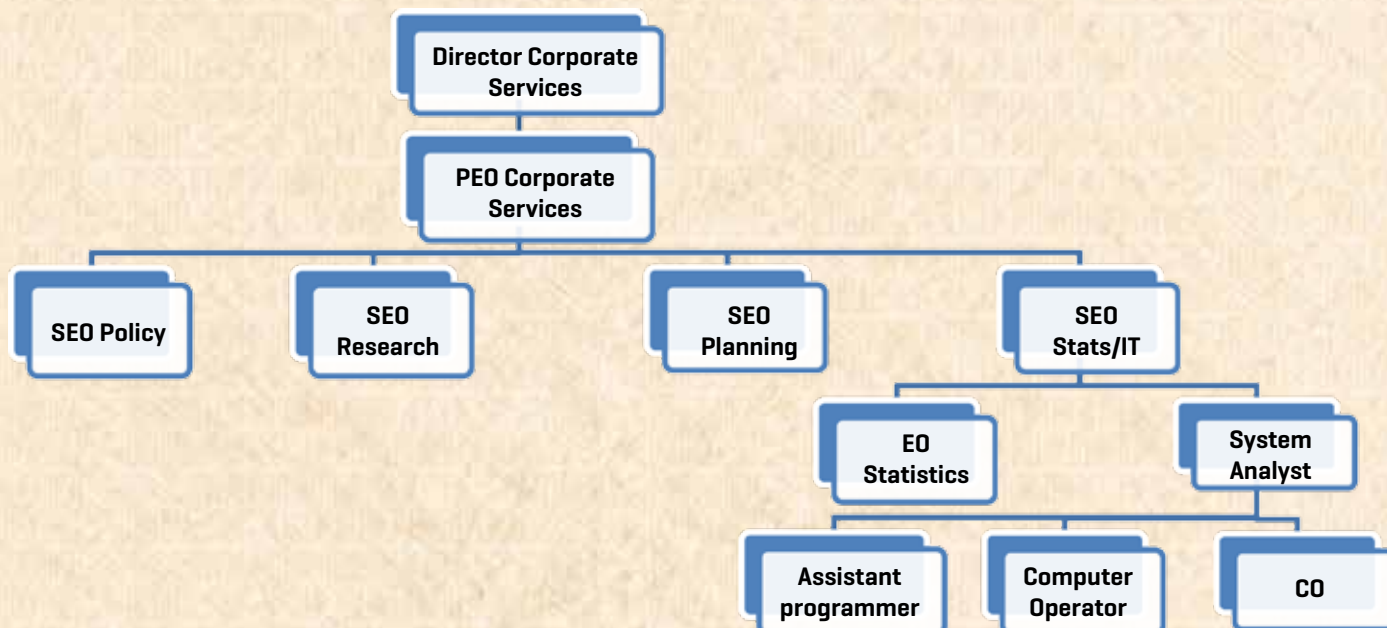 Director Corporate
Services
PEO Corporate
Services
SEO Policy
SEO
Research
SEO
Planning
SEO
Stats/IT
EO
Statistics
System
Analyst
Assistant
programmer
Computer
Operator
CO